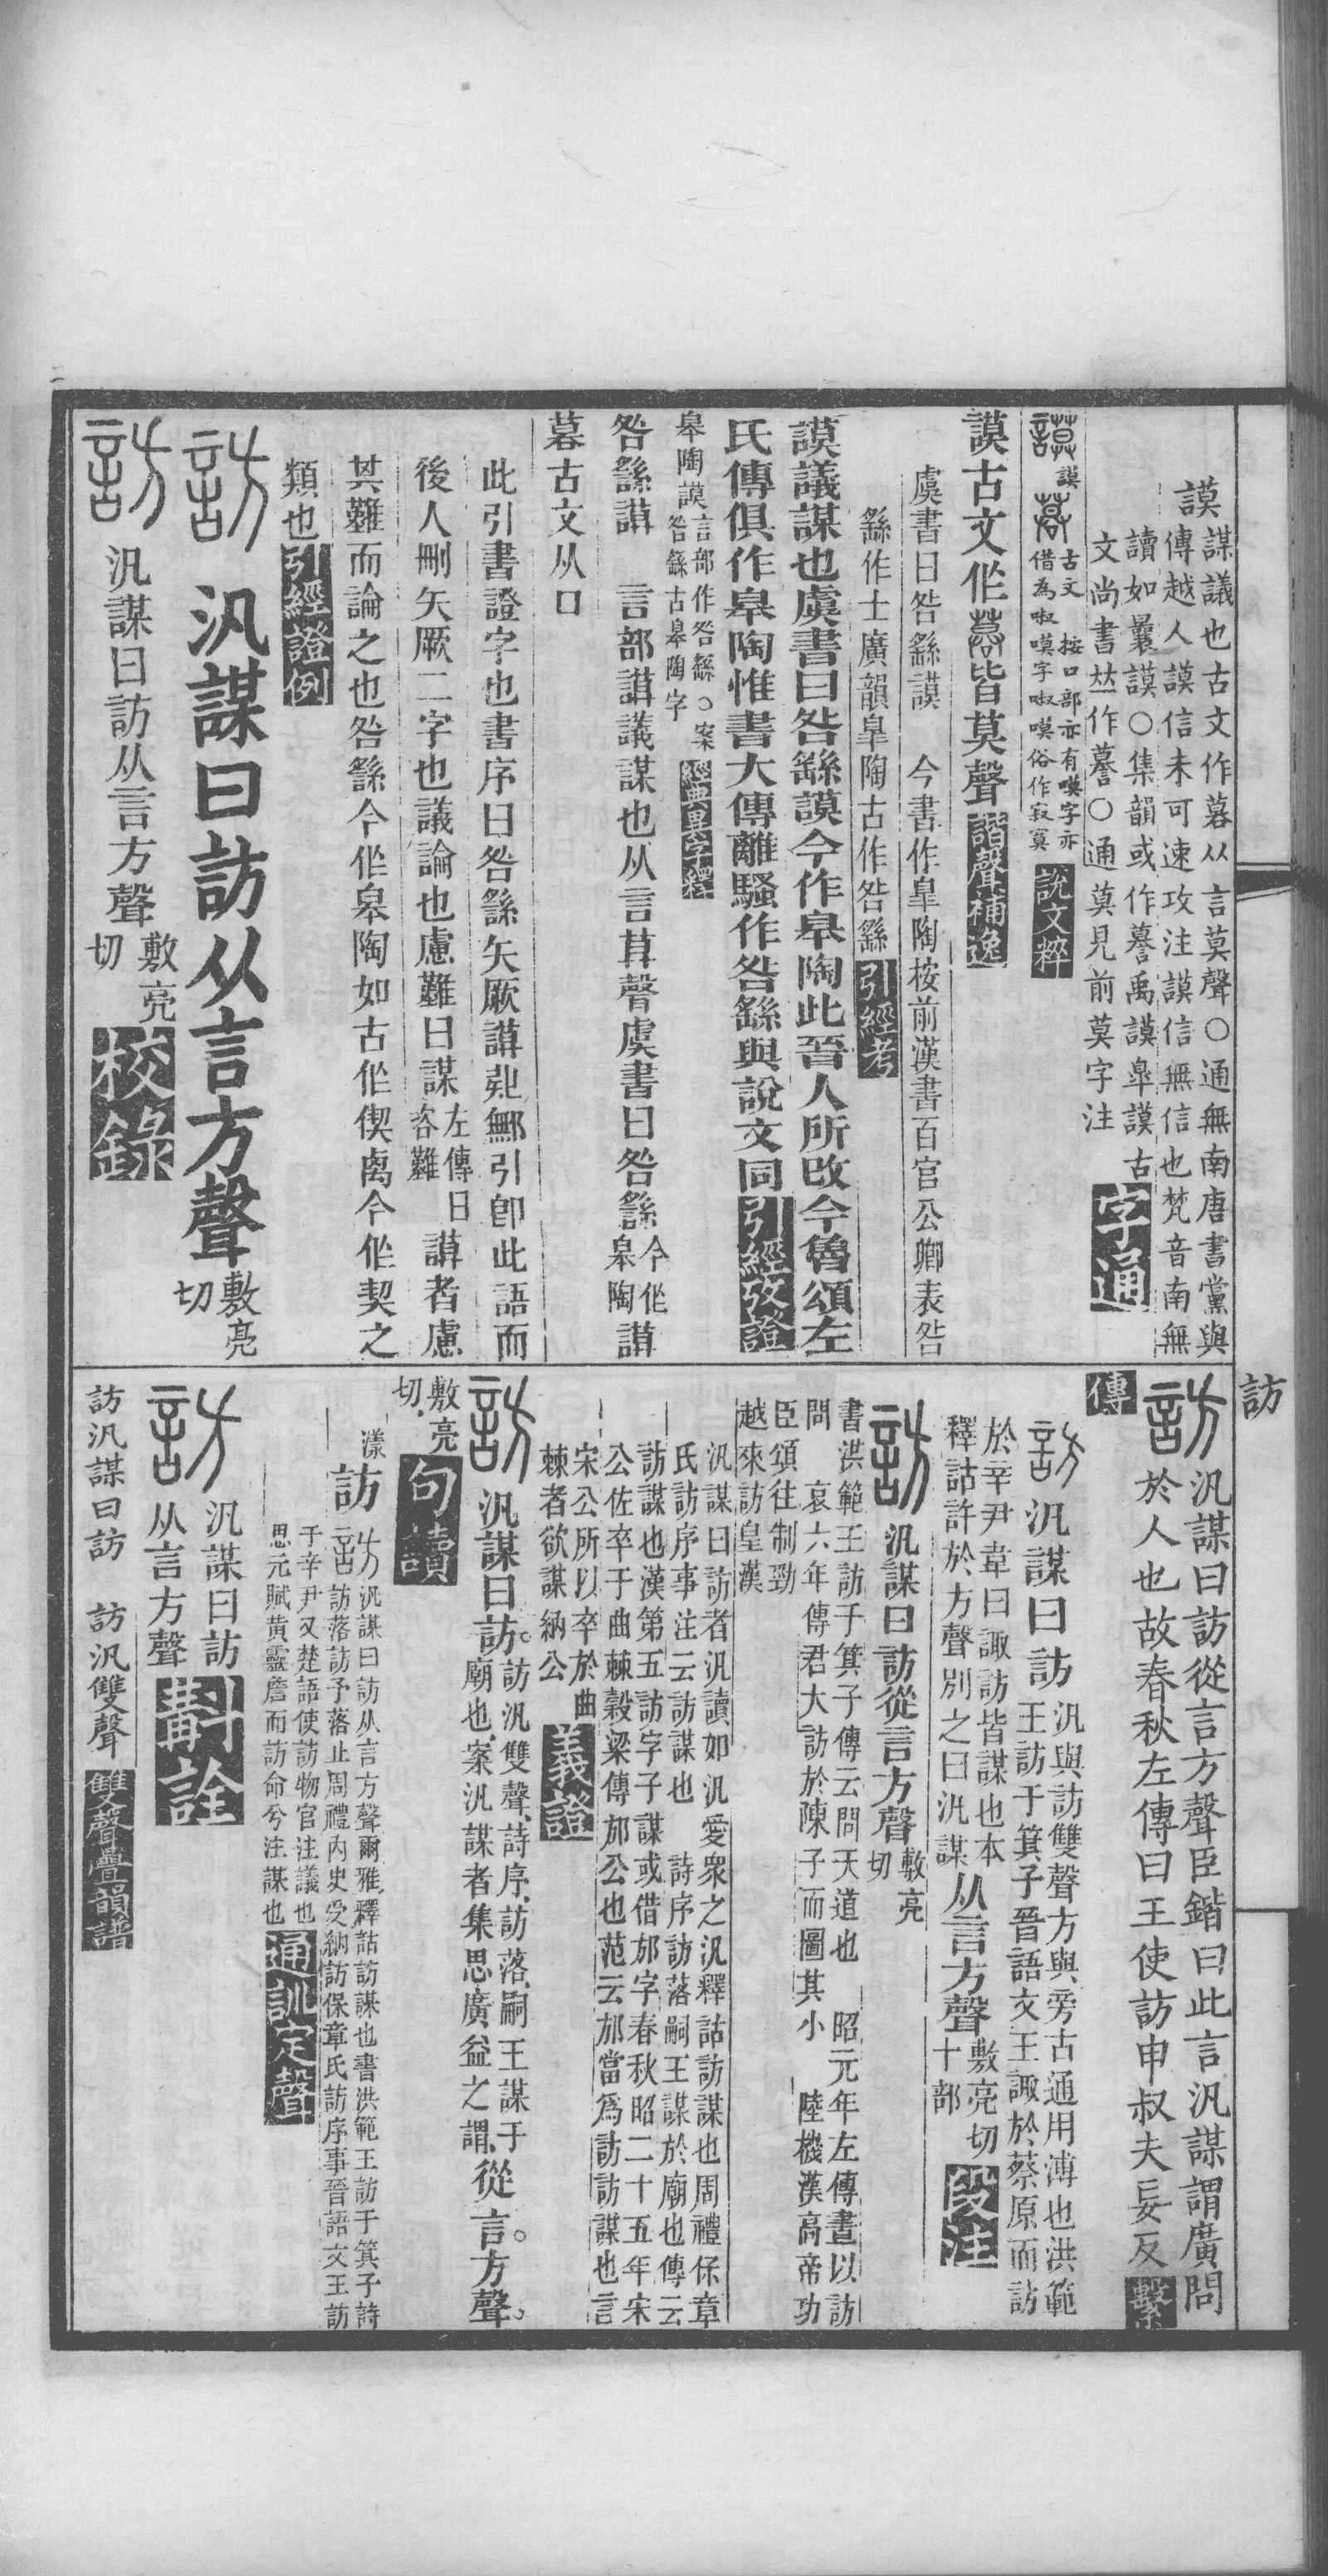 謨謀議也古文作𠻚从言莫聲○通無南唐書黨與
傳越人謨信未可速攻注謨信無信也梵音南無
讀如曩謨○集韻或作謩禹謨臯謨古
文尚書𠀤作謩○通莫見前莫字注
字通
謨 古文 按口部亦有嘆字亦
借為啾嘆字啾嘆俗作寂寞
說文粹
謨古文作𠻚皆莫聲諧聲補逸
虞書曰咎繇謨 今書作臯陶按前漢書百官公卿表咎
繇作士廣韻臯陶古作咎繇引經考
謨議謀也虞書曰咎繇謨今作皋陶此晉人所改今魯頌左
氏傳俱作皋陶惟書大傳離騷作咎繇與說文同引經攷證
皋陶謨言部作咎繇○案
咎繇古皋陶字
經典重字釋
咎繇謨 言部謨議謀也从言莫聲虞書曰咎繇今作皋陶謨
𠻚古文从口
此引書證字也書序曰咎繇矢厥謨𨚕鄦引卽此語而
後人刪矢厥二字也議論也慮難曰謀左傳曰咨難謨者慮
其難而論之也咎繇今作皋陶如古作偰卨今作契之
類也引經證例
訪 汎謀曰訪从言方聲敷亮切
訪 汎謀曰訪从言方聲敷亮切校錄
訪
訪 汎謀曰訪從言方聲臣鍇曰此言汎謀謂廣問
於人也故春秋左傳曰王使訪申叔夫妄反繫
傳
訪 汎謀曰訪汎與訪雙聲方與旁古通用溥也洪範
王訪于箕子晉語文王諏於蔡原而訪
於辛尹韋曰諏訪皆謀也本
釋詁許於方聲別之曰汎謀
从言方聲敷亮切十部段注
訪 汎謀曰訪從言方聲敷亮切
書洪範王訪于箕子傳云問天道也 昭元年左傳晝以訪
問 哀六年傳君大訪於陳子而圖其小 陸機漢高帝功
臣頌往制勁
越來訪皇漢
汎謀曰訪者汎讀如汎愛眾之汎釋詁訪謀也周禮保章
氏訪序事注云訪謀也 詩序訪落嗣王謀於廟也傳云
訪謀也漢第五訪字子謀或借邡字春秋昭二十五年宋
公佐卒于曲棘穀梁傳邡公也范云邡當爲訪訪謀也言
宋公所以卒於曲
棘者欲謀納公
義證
訪 汎謀曰訪。訪汎雙聲詩序訪落嗣王謀于
廟也案汎謀者集思廣益之謂從言。方聲。
敷亮切句讀
漾訪 訪汎謀曰訪从言方聲爾雅釋詁訪謀也書洪範王訪于箕子詩
訪落訪予落止周禮內史受納訪保章氏訪序事晉語文王訪
于辛尹又楚語使訪物官注議也
思元賦黃靈詹而訪命兮注謀也
通訓定聲
訪 汎謀曰訪
从言方聲
斠詮
訪汎謀曰訪 訪汎雙聲雙聲疊韻譜